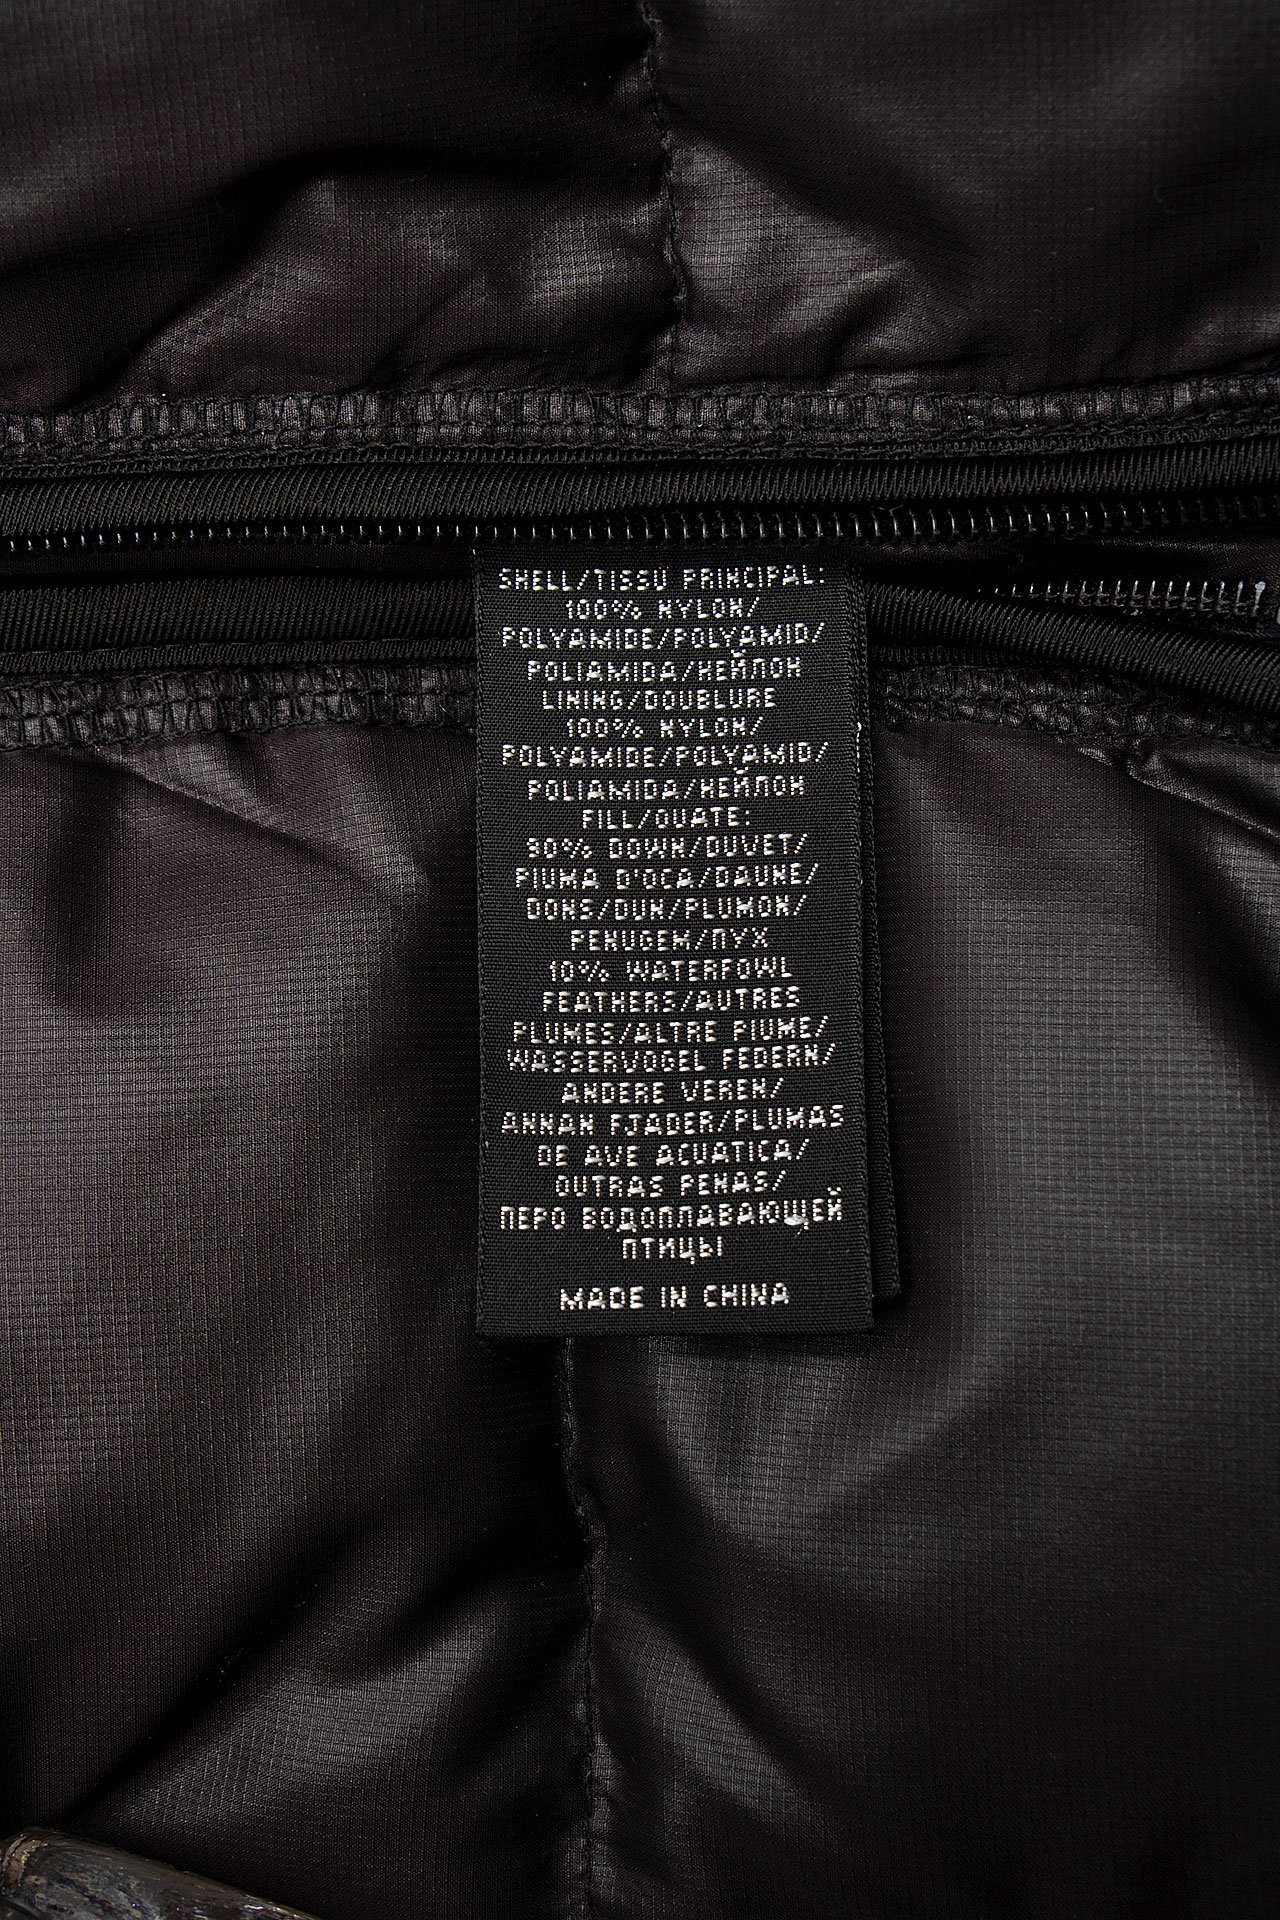 SHELL/TISSU PRINCIPAL:
100% NYLON/
POLYAMIDE/POLYAMID/
POLIAMIDA/НЕЙЛОН
LINING/DOUBLURE
100% NYLON/
POLYAMIDE/POLYAMID/
POLIAMIDA/НЕЙЛОН
FILL/OUATE:
90% DOWN/DUVET/
PIUMA D'OCA/DAUNE/
DONS/DUN/PLUMON/
PENUGEM/ПУХ
10% WATERFOWL
FEATHERS/AUTRES
PLUMES/ALTRE PIUME/
WASSERVOGEL FEDERN/
ANDERE VEREN/
ANNAN FJADER/PLUMAS
DE AVE ACUATICA/
OUTRAS PENAS/
ПЕРО ВОДОПЛАВАЮЩЕЙ
ПТИЦЫ
MADE IN CHINA